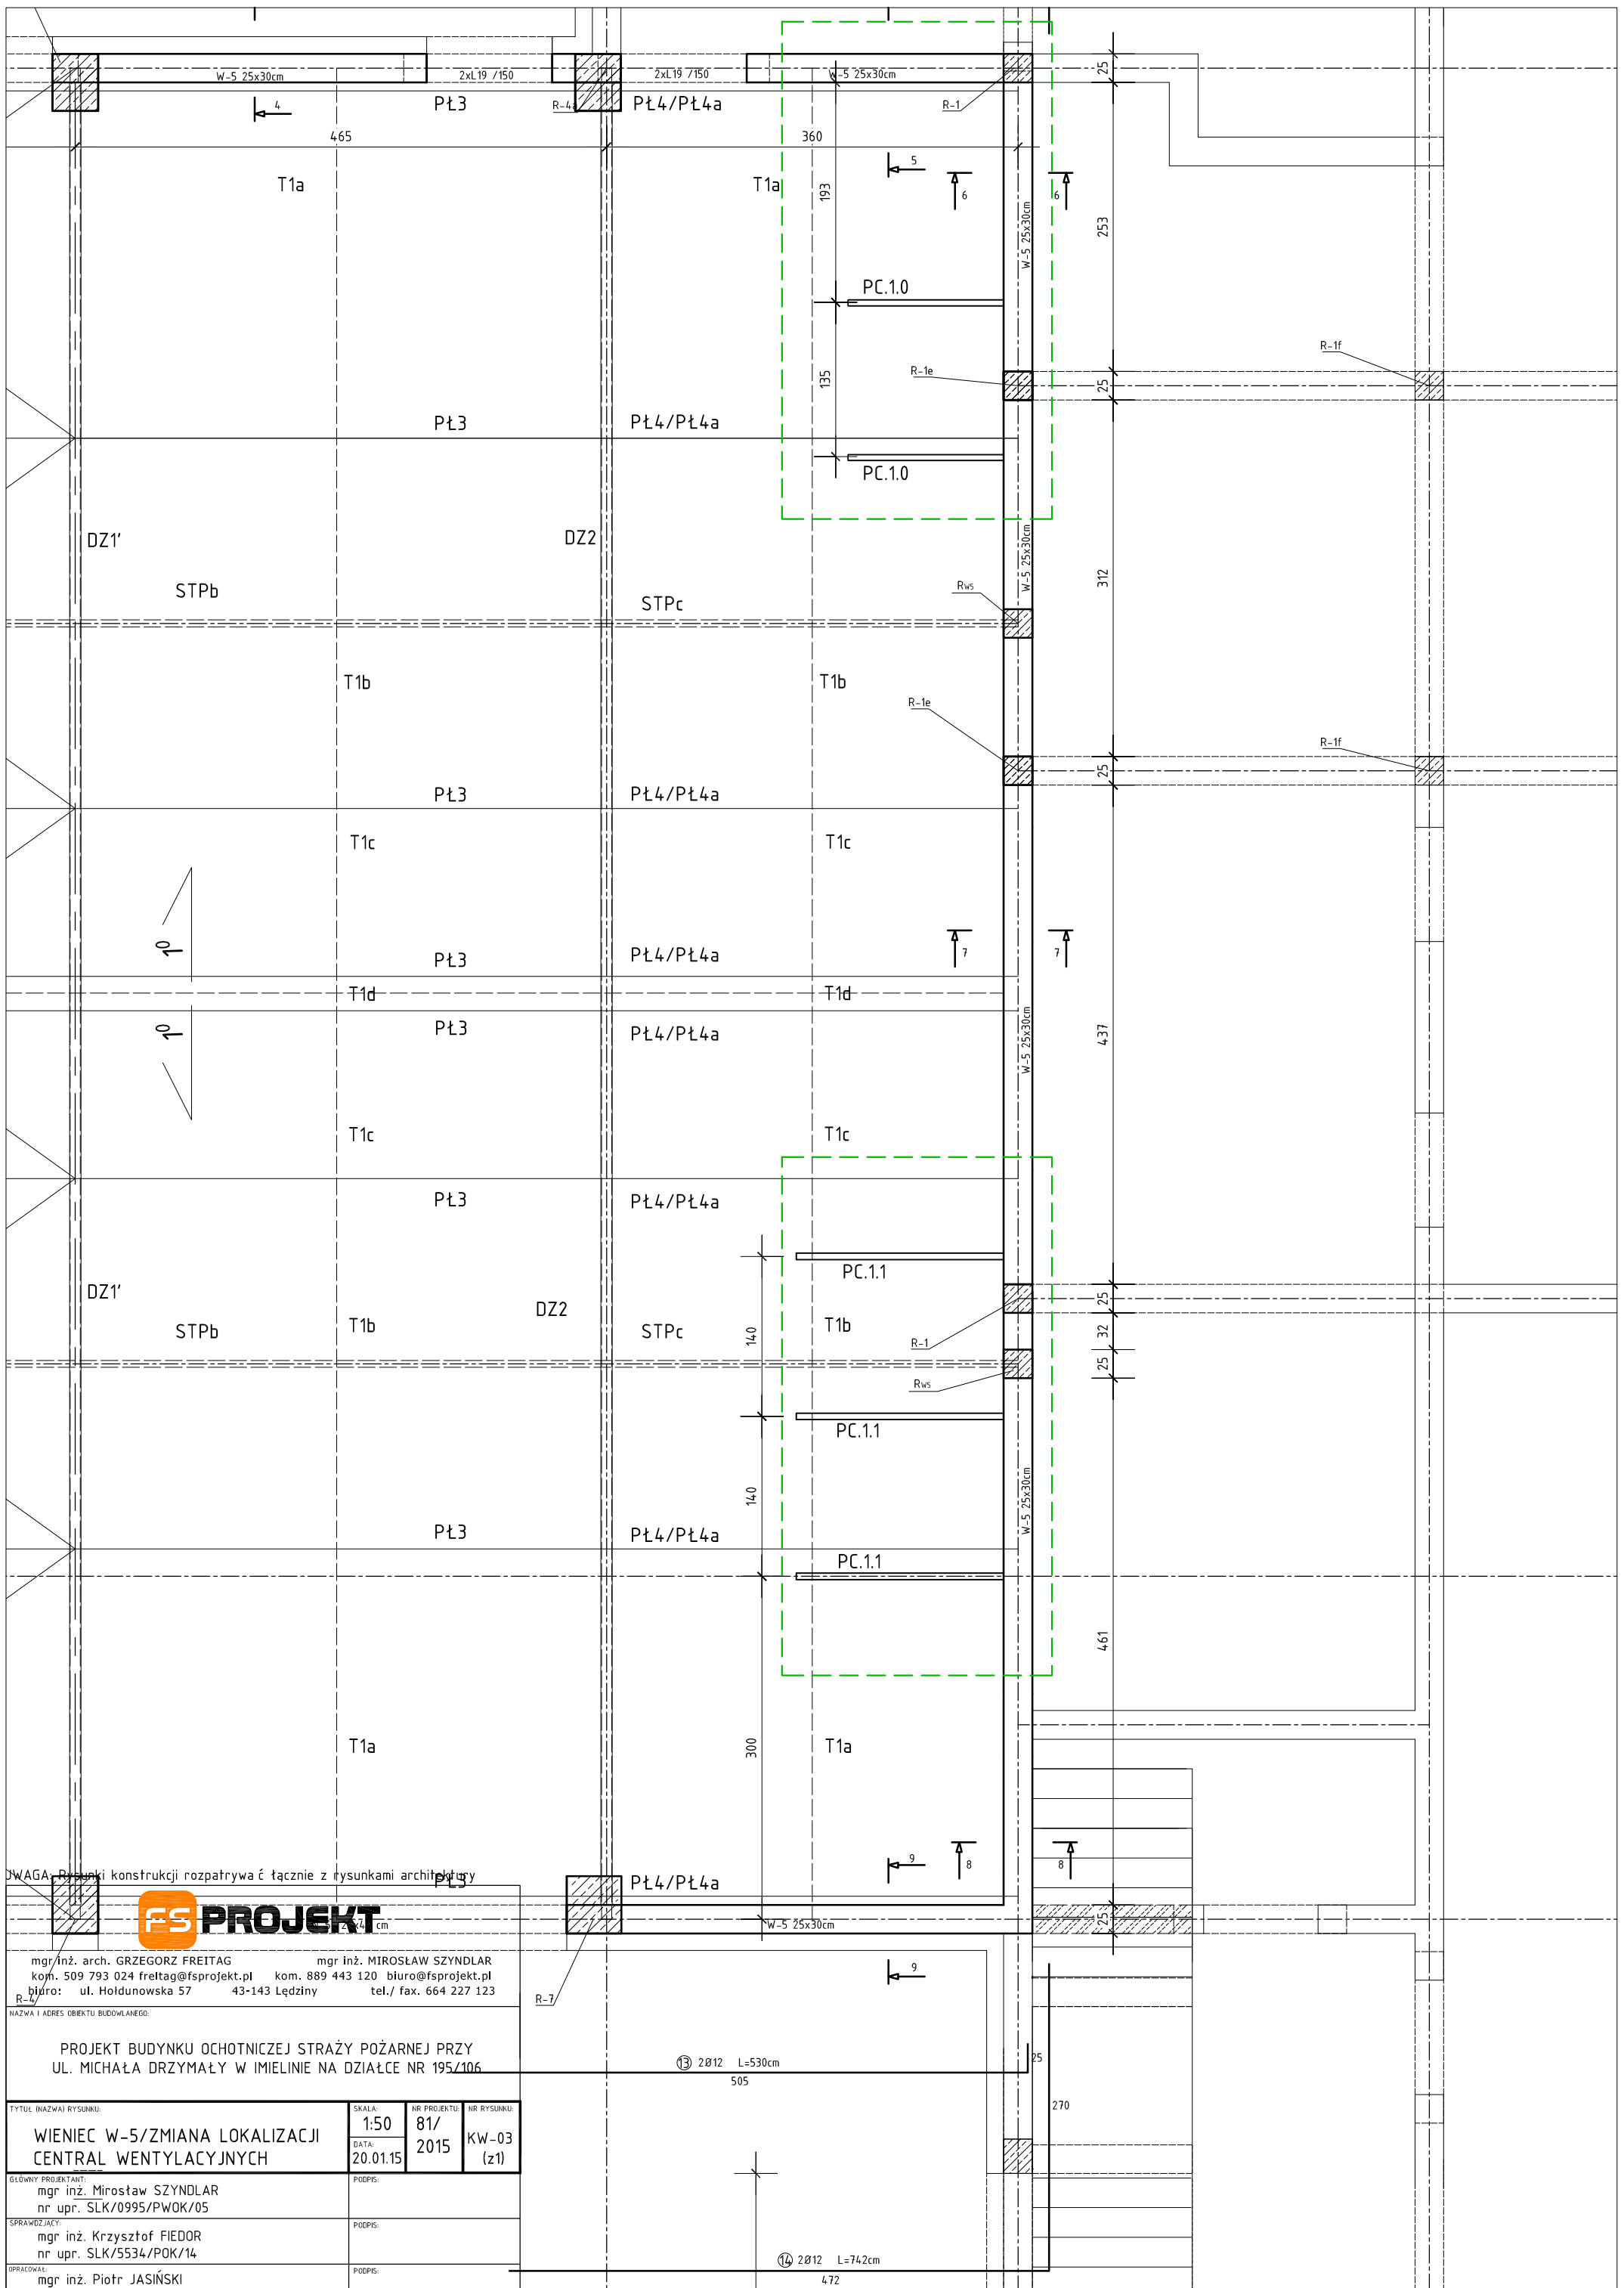 W-5 25x30cm
2xL19 /150
2xL19 /150
W-5 25x30cm
25
4
PŁ3
R-4a
PŁ4/PŁ4a
R-1
465
360
5
T1a
T1a
193
6
6
W-5 25x30cm
253
PC.1.0
R-1f
135
R-1e
25
PŁ3
PŁ4/PŁ4a
PC.1.0
DZ1'
DZ2
W-5 25x30cm
312
STPb
STPc
Rws
T1b
T1b
R-1e
R-1f
25
PŁ3
PŁ4/PŁ4a
T1c
T1c
PŁ3
PŁ4/PŁ4a
7
7
T1d
T1d
PŁ3
PŁ4/PŁ4a
W-5 25x30cm
437
T1c
T1c
PŁ3
PŁ4/PŁ4a
PC.1.1
DZ1'
DZ2
25
STPb
T1b
STPc
140
T1b
R-1
32
25
Rws
PC.1.1
140
W-5 25x30cm
PŁ3
PŁ4/PŁ4a
PC.1.1
461
T1a
300
T1a
9
8
8
UWAGA: Rysunki konstrukcji rozpatrywać łącznie z rysunkami architektury
PŁ3
PŁ4/PŁ4a
FS PROJEKT
W-5 25x30cm
25
mgr inż. arch. GRZEGORZ FREITAG mgr inż. MIROSŁAW SZYNDLAR
kom. 509 793 024 freitag@fsprojekt.pl kom. 889 443 120 biuro@fsprojekt.pl
biuro: ul. Hołdunowska 57 43-143 Lędziny tel./ fax. 664 227 123
9
R-4
R-7
NAZWA I ADRES OBIEKTU BUDOWLANEGO:
PROJEKT BUDYNKU OCHOTNICZEJ STRAŻY POŻARNEJ PRZY
UL. MICHAŁA DRZYMAŁY W IMIELINIE NA DZIAŁCE NR 195/106
13 2Ø12 L=530cm
505
25
270
TYTUŁ (NAZWA) RYSUNKU:
WIENIEC W-5/ZMIANA LOKALIZACJI
CENTRAL WENTYLACYJNYCH
SKALA:
1:50
DATA:
20.01.15
NR PROJEKTU:
81/
2015
NR RYSUNKU:
KW-03
(z1)
GŁÓWNY PROJEKTANT:
mgr inż. Mirosław SZYNDLAR
nr upr. SLK/0995/PWOK/05
PODPIS:
SPRAWDZJĄCY:
mgr inż. Krzysztof FIEDOR
nr upr. SLK/5534/POK/14
PODPIS:
OPRACOWAŁ:
mgr inż. Piotr JASIŃSKI
PODPIS:
14 2Ø12 L=742cm
472